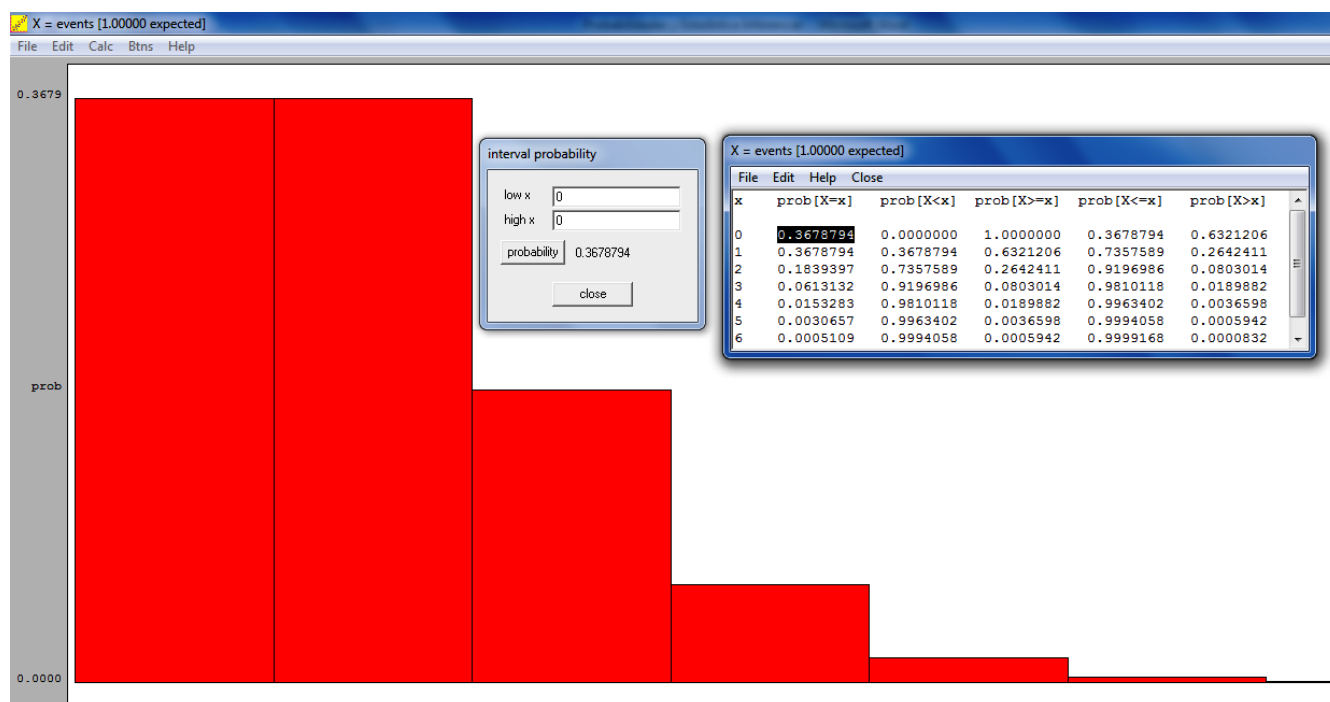 X = events [1.00000 expected]
File Edit Calc Btns Help
0.3679
prob
0.0000
interval probability
low x 0
high x 0
probability 0.3678794
close
X = events [1.00000 expected]
File Edit Help Close
x prob[X=x] prob[X<x] prob[X>=x] prob[X<=x] prob[X>x]
0 0.3678794 0.0000000 1.0000000 0.3678794 0.6321206
1 0.3678794 0.3678794 0.6321206 0.7357589 0.2642411
2 0.1839397 0.7357589 0.2642411 0.9196986 0.0803014
3 0.0613132 0.9196986 0.0803014 0.9810118 0.0189882
4 0.0153283 0.9810118 0.0189882 0.9963402 0.0036598
5 0.0030657 0.9963402 0.0036598 0.9994058 0.0005942
6 0.0005109 0.9994058 0.0005942 0.9999168 0.0000832